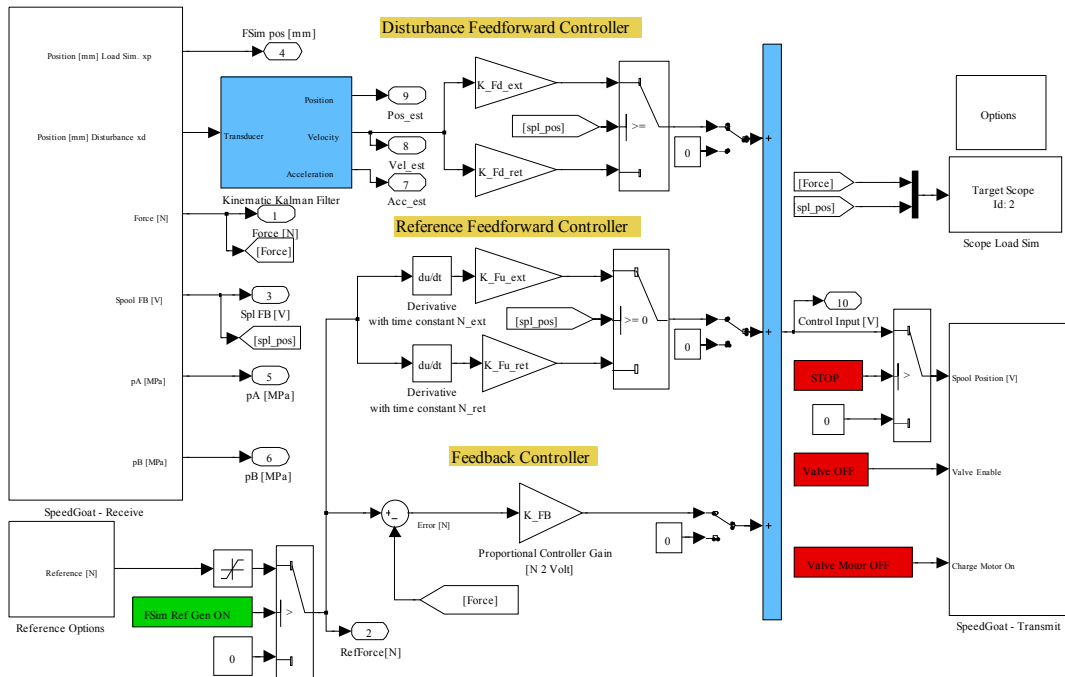 Disturbance Feedforward Controller
Position [mm] Load Sim. xp
FSim pos [mm]
4
Position [mm] Disturbance xd
Transducer
Position
Velocity
Acceleration
Kinematic Kalman Filter
9
Pos_est
8
Vel_est
7
Acc_est
K_Fd_ext
[spl_pos]
K_Fd_ret
>=
0
+
Options
[Force]
spl_pos]
Target Scope
Id: 2
Scope Load Sim
Force [N]
1
Force [N]
[Force]
Spool FB [V]
3
Spl FB [V]
[spl_pos]
pA [MPa]
5
pA [MPa]
pB [MPa]
6
pB [MPa]
SpeedGoat - Receive
Reference Feedforward Controller
du/dt
Derivative
with time constant N_ext
K_Fu_ext
[spl_pos]
du/dt
Derivative
with time constant N_ret
K_Fu_ret
>= 0
0
+
10
Control Input [V]
STOP
>
0
Spool Position [V]
Valve OFF
Valve Enable
Valve Motor OFF
Charge Motor On
SpeedGoat - Transmit
Feedback Controller
+
-
Error [N]
K_FB
Proportional Controller Gain
[N 2 Volt]
[Force]
0
+
Reference [N]
Reference Options
FSim Ref Gen ON
>
0
2
RefForce[N]